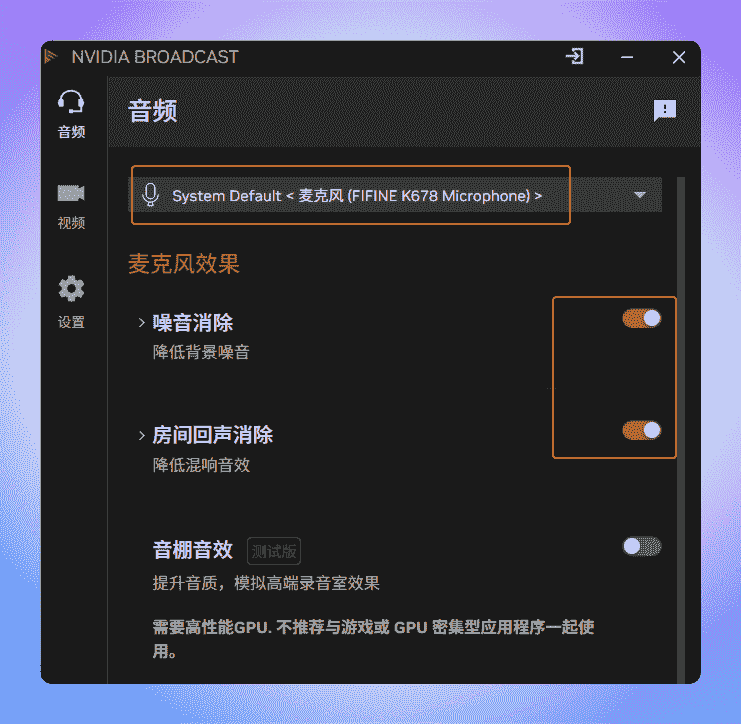 NVIDIA BROADCAST
音频
音频
System Default < 麦克风 (FIFINE K678 Microphone) >
视频
麦克风效果
设置
噪音消除
降低背景噪音
房间回声消除
降低混响音效
音棚音效 测试版
提升音质，模拟高端录音室效果
需要高性能GPU. 不推荐与游戏或 GPU 密集型应用程序一起使
用。